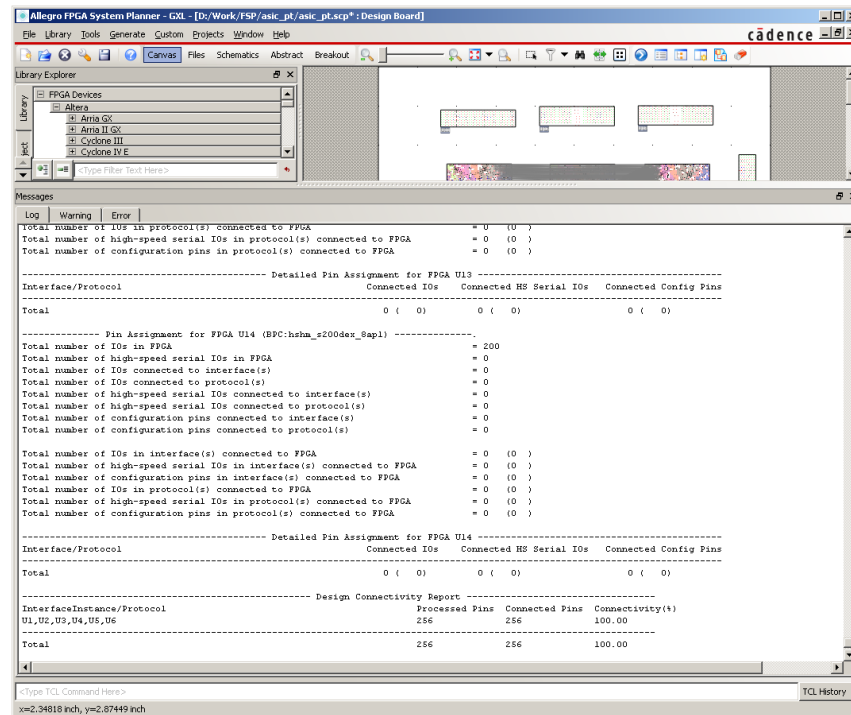 Allegro FPGA System Planner - GXL - [D:/Work/FSP/asic_pt/asic_pt.scp* : Design Board]
File Library Tools Generate Custom Projects Window Help
cādence
Canvas Files Schematics Abstract Breakout
Library Explorer
Library
FPGA Devices
Altera
Arria GX
Arria II GX
Cyclone III
Cyclone IV E
<Type Filter Text Here>
Messages
Log Warning Error
Total number of IOs in protocol(s) connected to FPGA = 0 (0 )
Total number of high-speed serial IOs in protocol(s) connected to FPGA = 0 (0 )
Total number of configuration pins in protocol(s) connected to FPGA = 0 (0 )
---------------------------------------------- Detailed Pin Assignment for FPGA U13 ----------------------------------------------
Interface/Protocol Connected IOs Connected HS Serial IOs Connected Config Pins
Total 0 ( 0) 0 ( 0) 0 ( 0)
-------------- Pin Assignment for FPGA U14 (BPC:hshm_s200dex_8ap1) --------------.
Total number of IOs in FPGA = 200
Total number of high-speed serial IOs in FPGA = 0
Total number of IOs connected to interface(s) = 0
Total number of IOs connected to protocol(s) = 0
Total number of high-speed serial IOs connected to interface(s) = 0
Total number of high-speed serial IOs connected to protocol(s) = 0
Total number of configuration pins connected to interface(s) = 0
Total number of configuration pins connected to protocol(s) = 0
Total number of IOs in interface(s) connected to FPGA = 0 (0 )
Total number of high-speed serial IOs in interface(s) connected to FPGA = 0 (0 )
Total number of configuration pins in interface(s) connected to FPGA = 0 (0 )
Total number of IOs in protocol(s) connected to FPGA = 0 (0 )
Total number of high-speed serial IOs in protocol(s) connected to FPGA = 0 (0 )
Total number of configuration pins in protocol(s) connected to FPGA = 0 (0 )
---------------------------------------------- Detailed Pin Assignment for FPGA U14 ----------------------------------------------
Interface/Protocol Connected IOs Connected HS Serial IOs Connected Config Pins
Total 0 ( 0) 0 ( 0) 0 ( 0)
------------------------------------------------------ Design Connectivity Report -----------------------------------
InterfaceInstance/Protocol Processed Pins Connected Pins Connectivity(%)
U1,U2,U3,U4,U5,U6 256 256 100.00
Total 256 256 100.00
<Type TCL Command Here>
TCL History
x=2.34818 inch, y=2.87449 inch